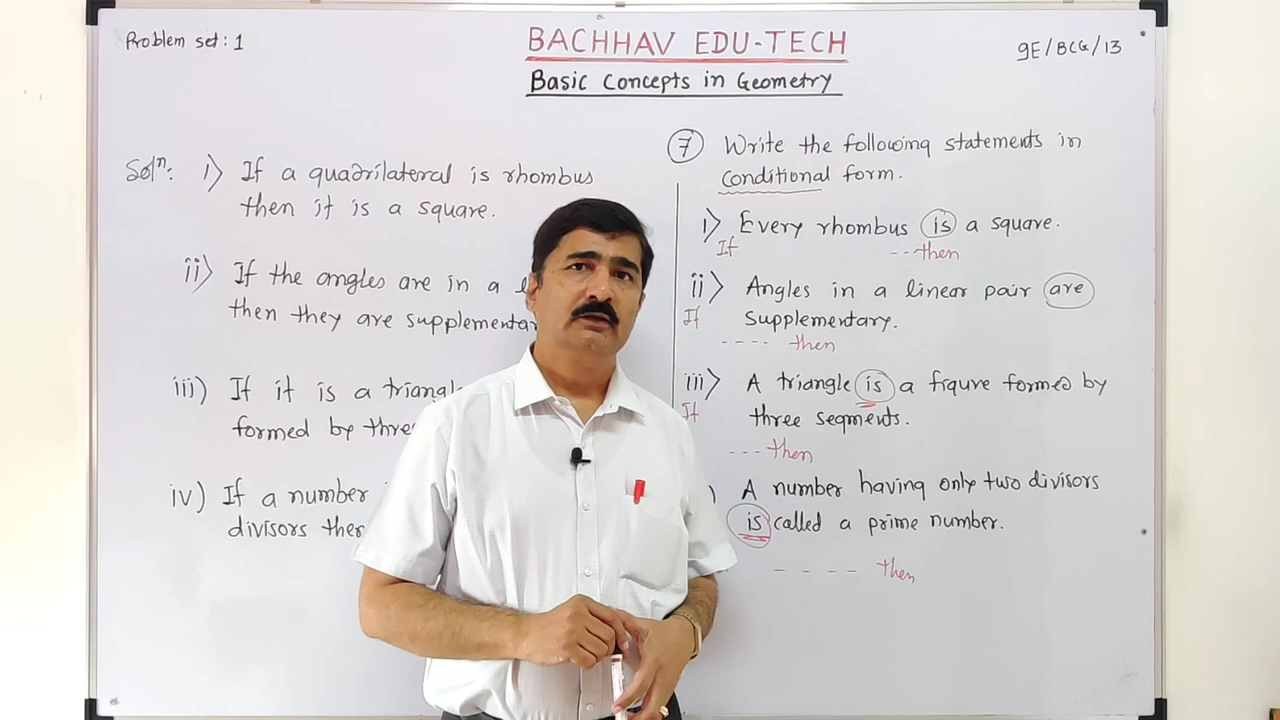 Problem set: 1
BACHHAV EDU-TECH
9E/BCG/13
Basic Concepts in Geometry
Solⁿ: i) If a quadrilateral is rhombus
then it is a square.
ii) If the angles are in a
then they are supplementar
iii) If it is a triangl
formed by thre
iv) If a number
divisors then
7 Write the following statements in
conditional form.
i) Every rhombus is a square.
If --- then
ii) Angles in a linear pair are
If supplementary.
---- then
iii) A triangle is a figure formed by
If three segments.
--- then
) A number having only two divisors
is called a prime number.
---- then